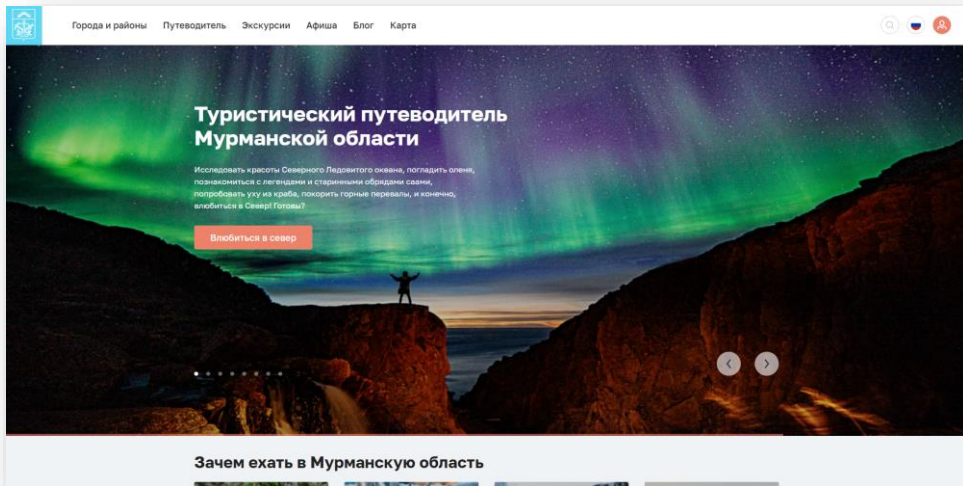 Города и районы Путеводитель Экскурсии Афиша Блог Карта
Туристический путеводитель
Мурманской области
Исследовать красоты Северного Ледовитого океана, погладить оленя,
познакомиться с легендами и старинными обрядами саами,
попробовать уху из краба, покорить горные перевалы, и конечно,
влюбиться в Север! Готовы?
Влюбиться в север
Зачем ехать в Мурманскую область